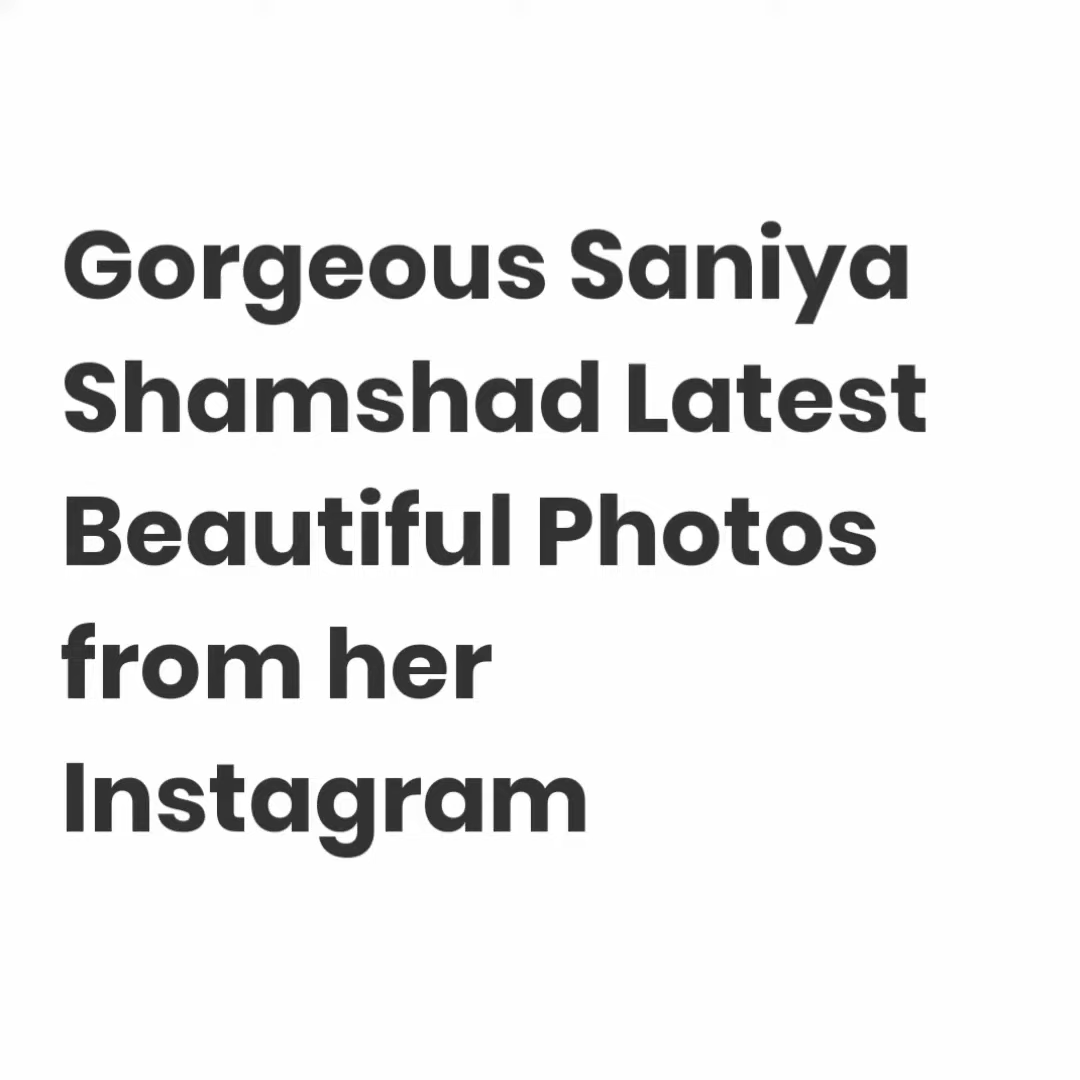 Gorgeous Saniya
Shamshad Latest
Beautiful Photos
from her
Instagram